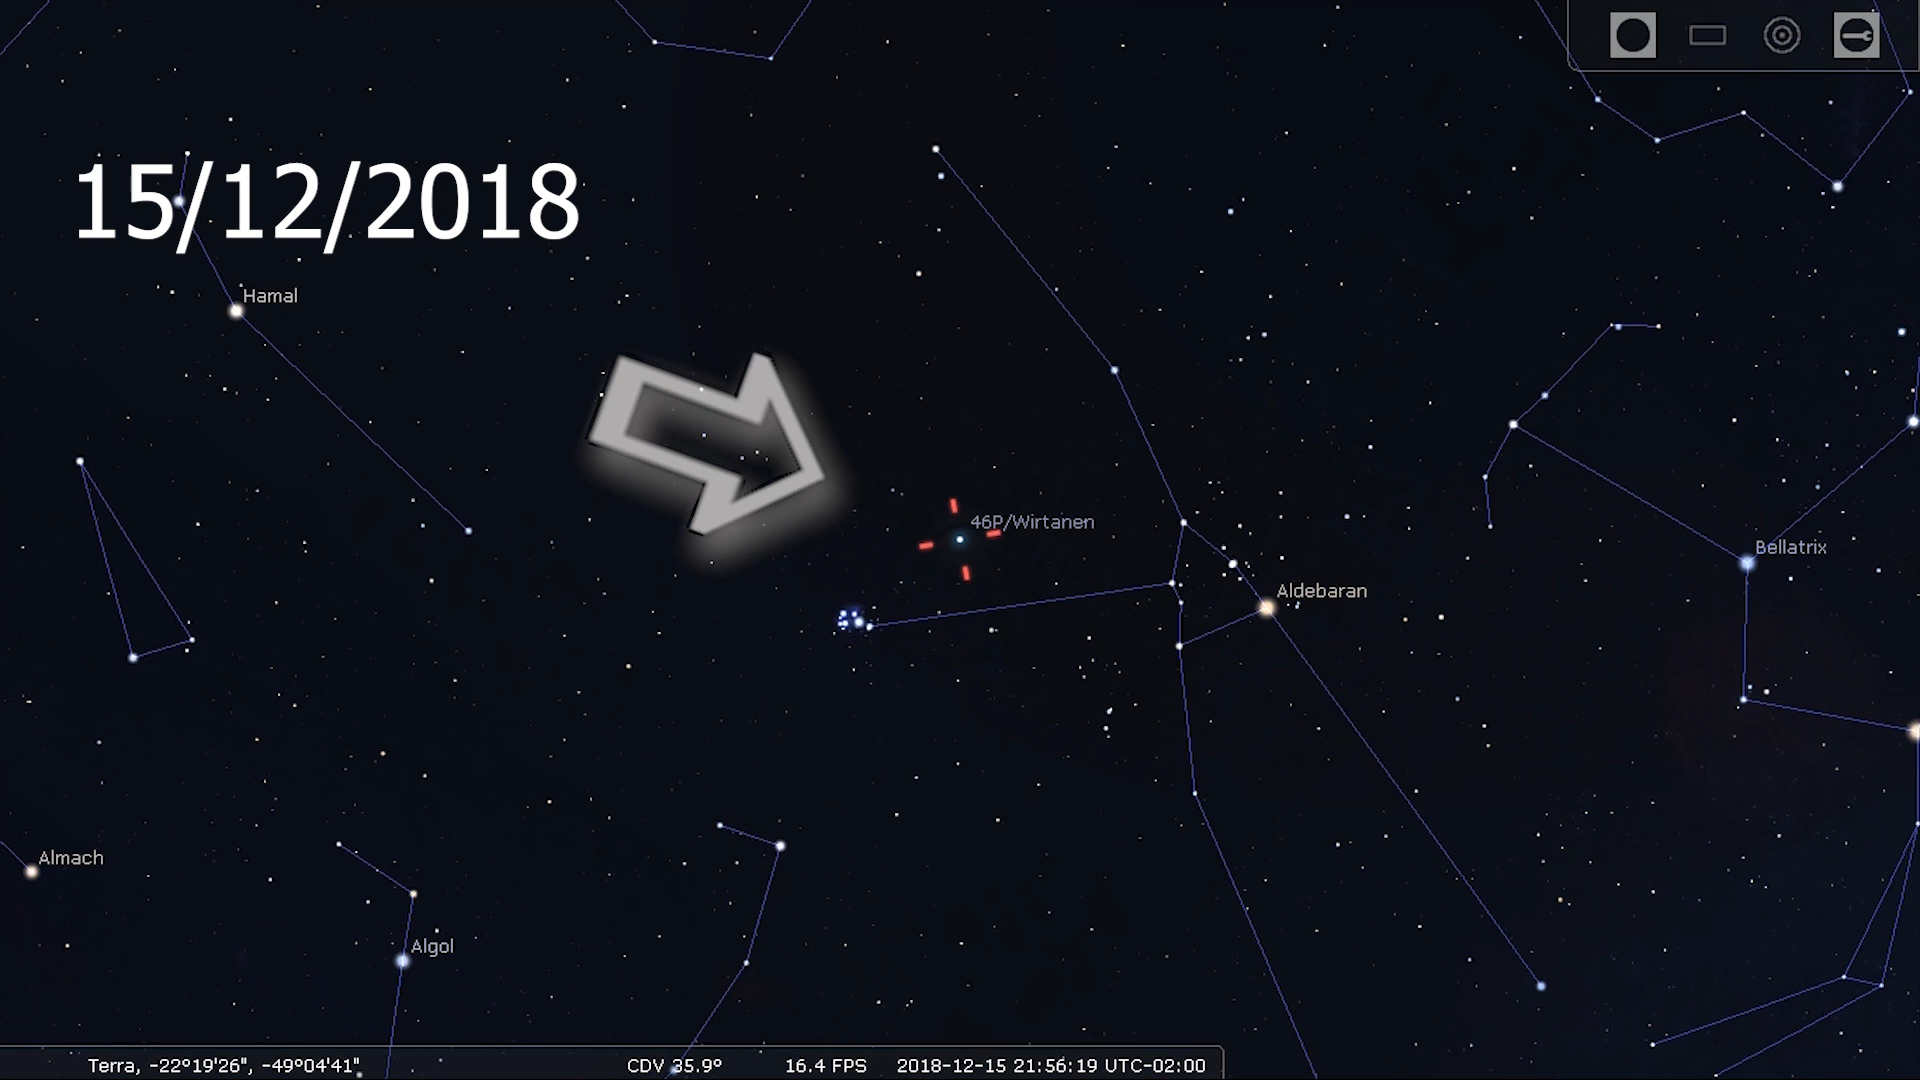 15/12/2018
Hamal
46P/Wirtanen
Bellatrix
Aldebaran
Almach
Algol
Terra, -22°19'26", -49°04'41"
CDV 35.9°
16.4 FPS
2018-12-15 21:56:19 UTC-02:00